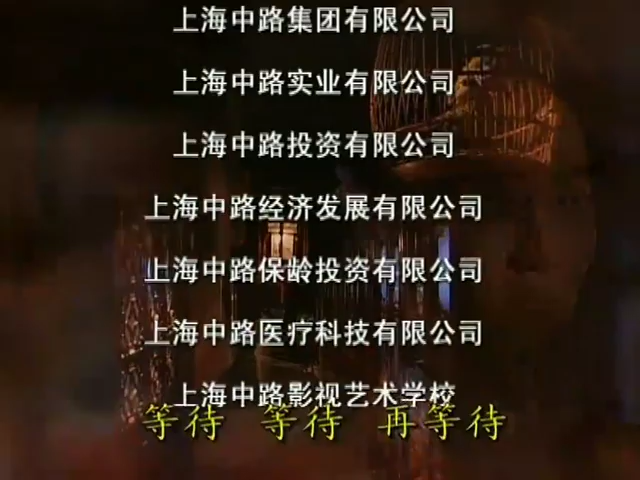 上海中路集团有限公司
上海中路实业有限公司
上海中路投资有限公司
上海中路经济发展有限公司
上海中路保龄投资有限公司
上海中路医疗科技有限公司
上海中路影视艺术学校
等待 等待 再等待